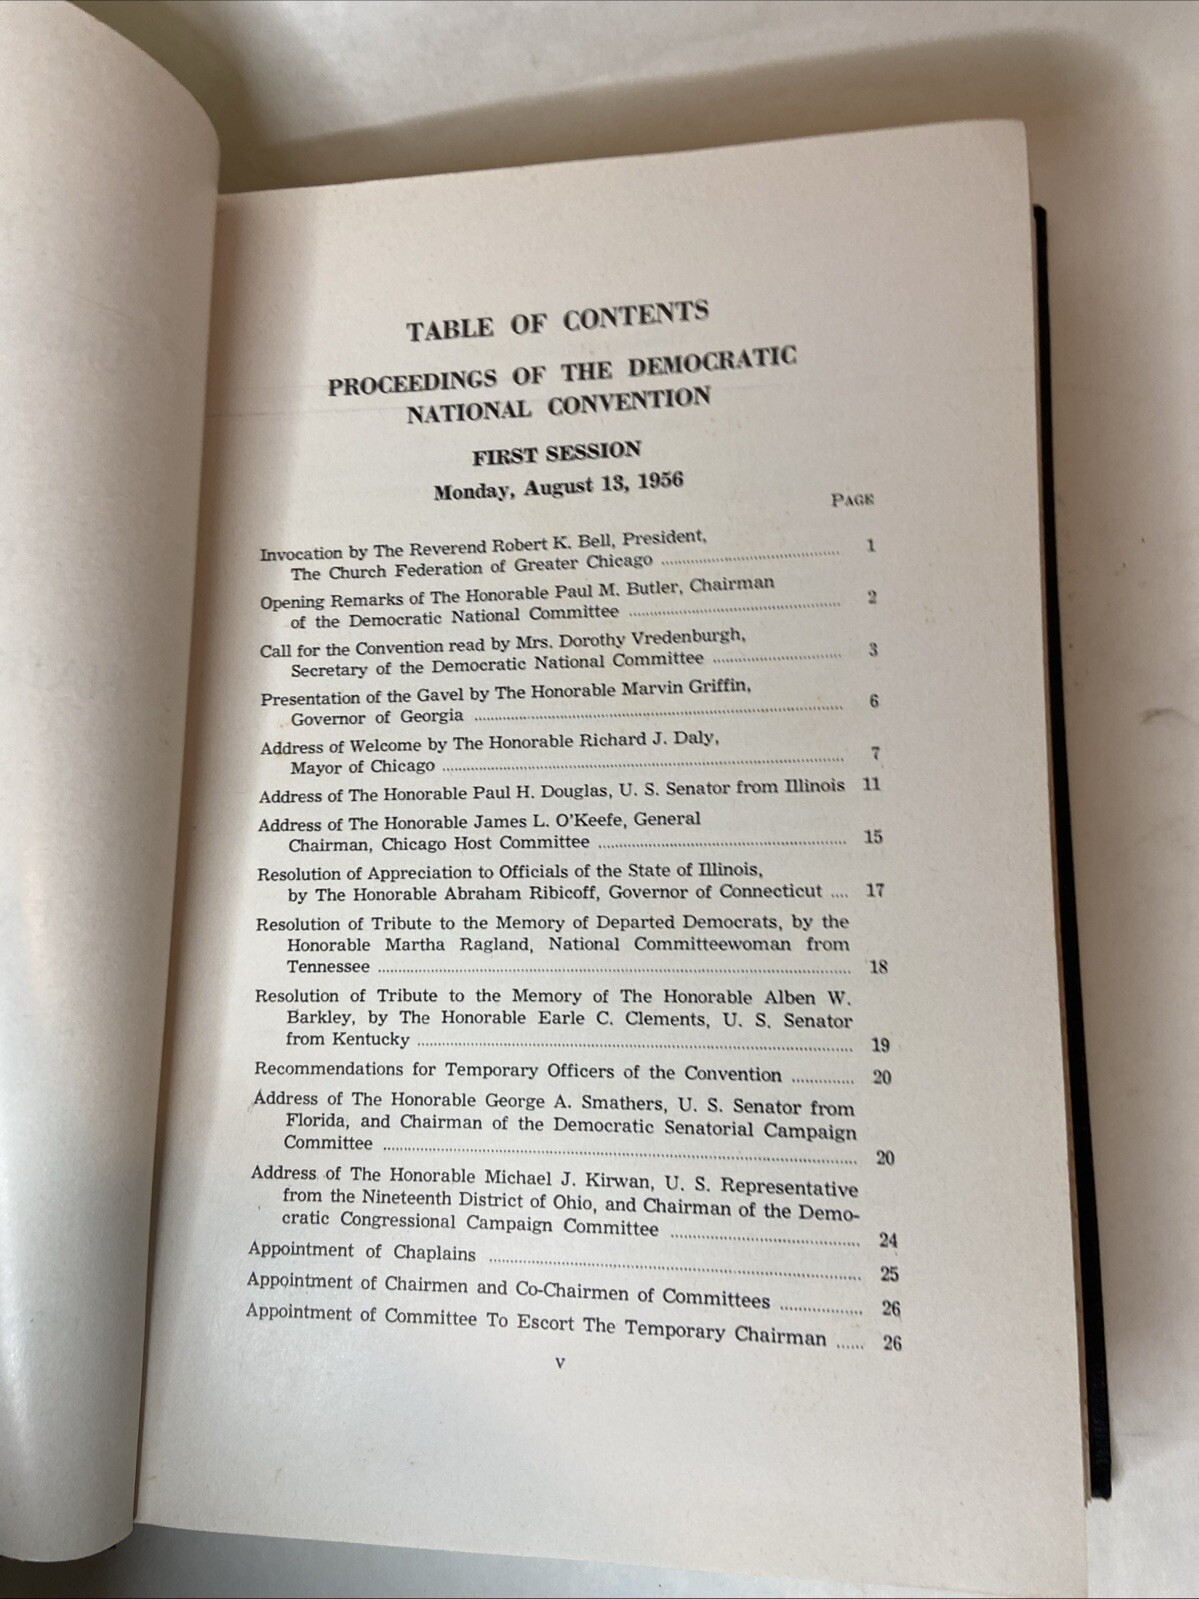 TABLE OF CONTENTS
PROCEEDINGS OF THE DEMOCRATIC
NATIONAL CONVENTION
FIRST SESSION
Monday, August 13, 1956
PAGE
Invocation by The Reverend Robert K. Bell, President,
The Church Federation of Greater Chicago .......... 1
Opening Remarks of The Honorable Paul M. Butler, Chairman
of the Democratic National Committee .......... 2
Call for the Convention read by Mrs. Dorothy Vredenburgh,
Secretary of the Democratic National Committee .......... 3
Presentation of the Gavel by The Honorable Marvin Griffin,
Governor of Georgia .......... 6
Address of Welcome by The Honorable Richard J. Daly,
Mayor of Chicago .......... 7
Address of The Honorable Paul H. Douglas, U. S. Senator from Illinois 11
Address of The Honorable James L. O'Keefe, General
Chairman, Chicago Host Committee .......... 15
Resolution of Appreciation to Officials of the State of Illinois,
by The Honorable Abraham Ribicoff, Governor of Connecticut .... 17
Resolution of Tribute to the Memory of Departed Democrats, by the
Honorable Martha Ragland, National Committeewoman from
Tennessee .......... 18
Resolution of Tribute to the Memory of The Honorable Alben W.
Barkley, by The Honorable Earle C. Clements, U. S. Senator
from Kentucky .......... 19
Recommendations for Temporary Officers of the Convention .......... 20
Address of The Honorable George A. Smathers, U. S. Senator from
Florida, and Chairman of the Democratic Senatorial Campaign
Committee .......... 20
Address of The Honorable Michael J. Kirwan, U. S. Representative
from the Nineteenth District of Ohio, and Chairman of the Demo-
cratic Congressional Campaign Committee .......... 24
Appointment of Chaplains .......... 25
Appointment of Chairmen and Co-Chairmen of Committees .......... 26
Appointment of Committee To Escort The Temporary Chairman ...... 26
v